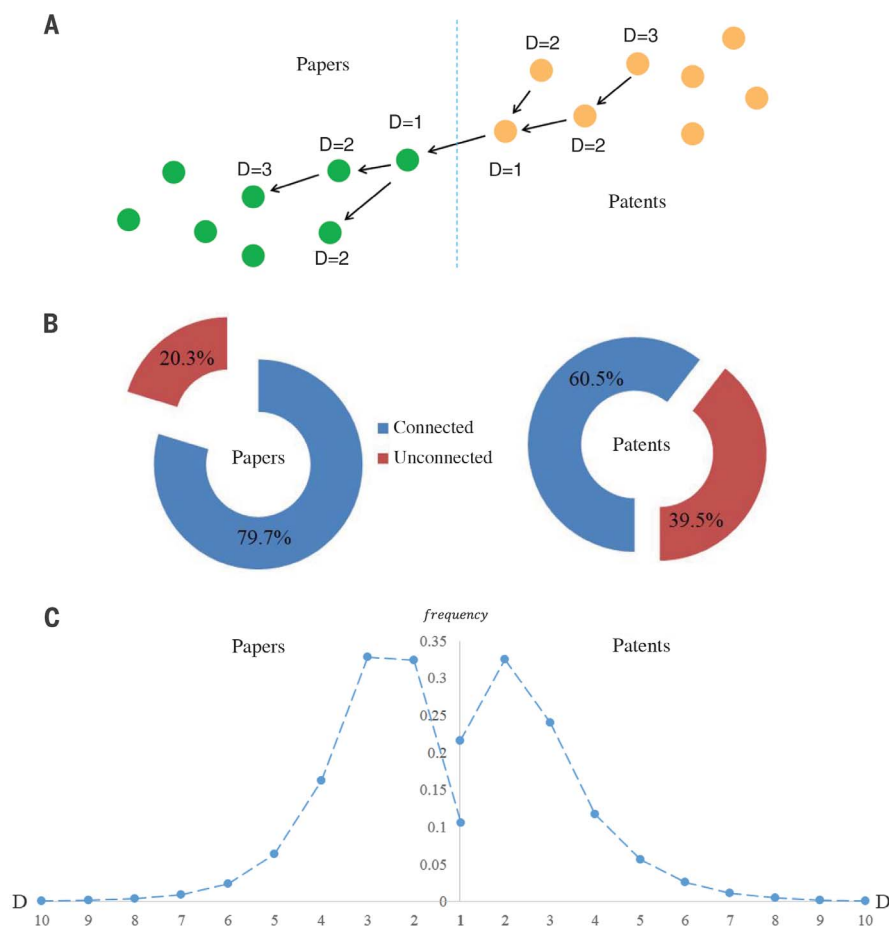 A
Papers
D=2
D=3
D=1
D=2
D=3
D=1
D=2
Patents
D=2
B
20.3%
60.5%
Connected
Unconnected
Papers
Patents
79.7%
39.5%
C
frequency
Papers
Patents
0.35
0.3
0.25
0.2
0.15
0.1
0.05
0
D
D
10 9 8 7 6 5 4 3 2 1 2 3 4 5 6 7 8 9 10